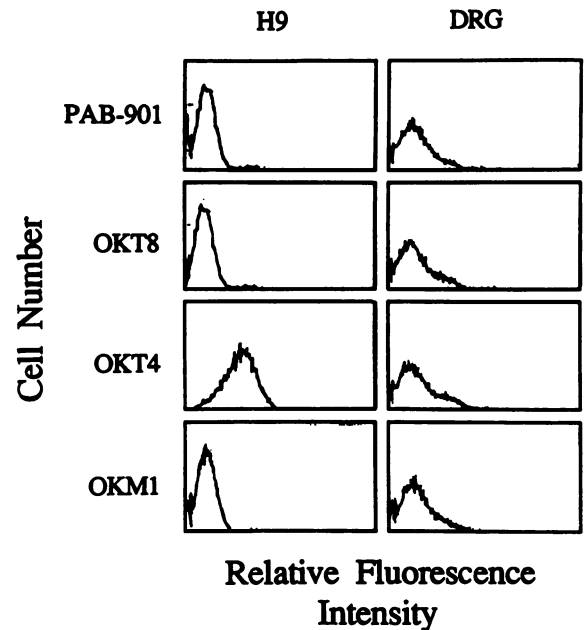 H9
DRG
PAB-901
OKT8
OKT4
OKM1
Cell Number
Relative Fluorescence
Intensity